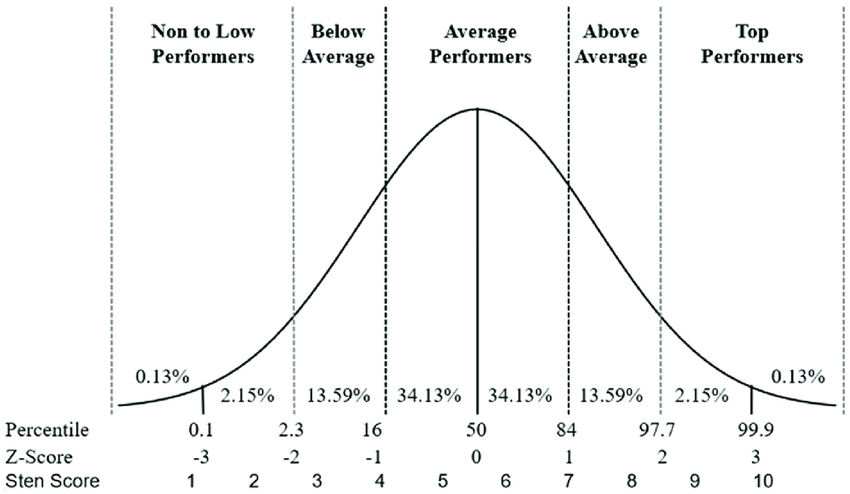 Non to Low
Performers
Below
Average
Average
Performers
Above
Average
Top
Performers
0.13%
2.15%
13.59%
34.13%
34.13%
13.59%
2.15%
0.13%
Percentile 0.1 2.3 16 50 84 97.7 99.9
Z-Score -3 -2 -1 0 1 2 3
Sten Score 1 2 3 4 5 6 7 8 9 10